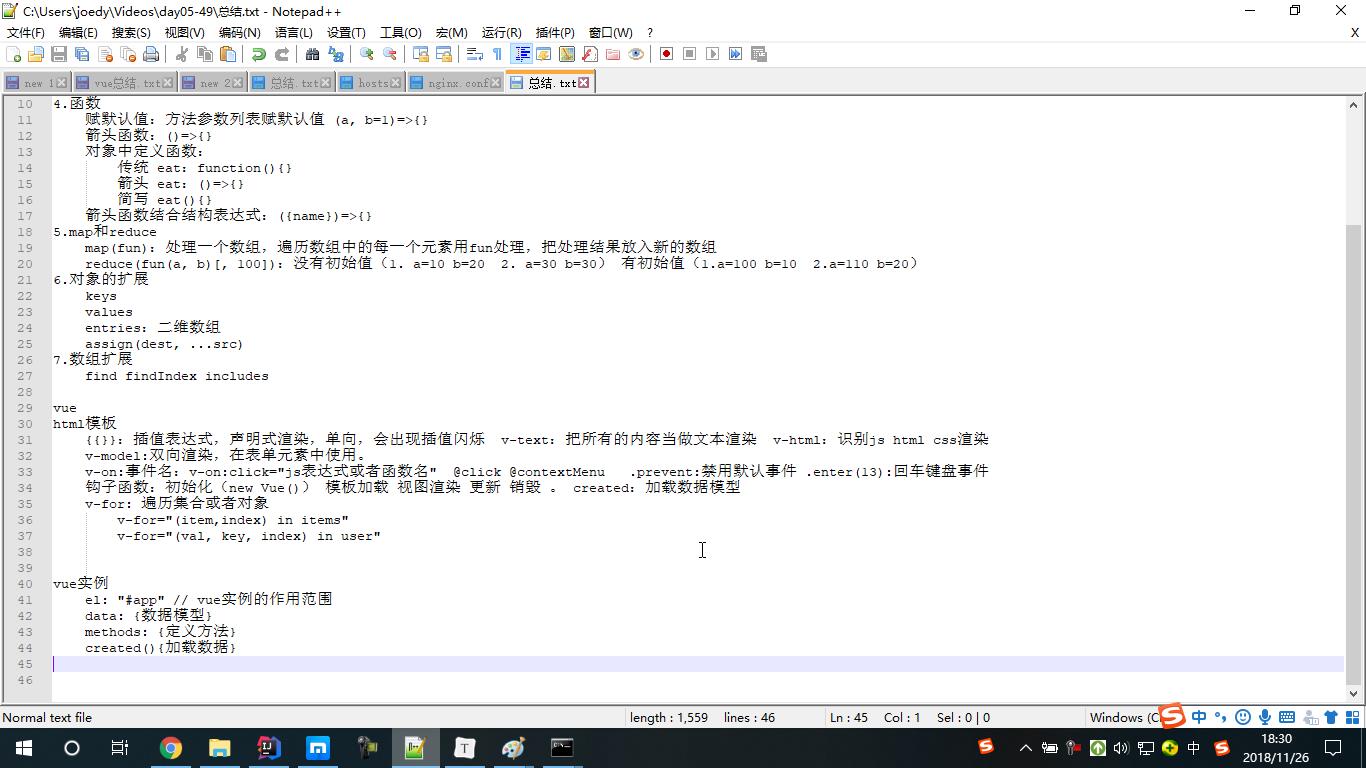 C:\Users\joedy\Videos\day05-49\总结.txt - Notepad++
文件(F) 编辑(E) 搜索(S) 视图(V) 编码(N) 语言(L) 设置(T) 工具(O) 宏(M) 运行(R) 插件(P) 窗口(W) ? X
new 1 vue总结.txt new 2 总结.txt hosts nginx.conf 总结.txt
10 4.函数
11 赋默认值：方法参数列表赋默认值 (a, b=1)=>{}
12 箭头函数：()=>{}
13 对象中定义函数：
14 传统 eat：function(){}
15 箭头 eat：()=>{}
16 简写 eat(){}
17 箭头函数结合结构表达式：({name})=>{}
18 5.map和reduce
19 map(fun)：处理一个数组，遍历数组中的每一个元素用fun处理，把处理结果放入新的数组
20 reduce(fun(a, b)[, 100])：没有初始值（1. a=10 b=20 2. a=30 b=30） 有初始值（1.a=100 b=10 2.a=110 b=20）
21 6.对象的扩展
22 keys
23 values
24 entries：二维数组
25 assign(dest, ...src)
26 7.数组扩展
27 find findIndex includes
28
29 vue
30 html模板
31 {{}}：插值表达式，声明式渲染，单向，会出现插值闪烁 v-text：把所有的内容当做文本渲染 v-html：识别js html css渲染
32 v-model:双向渲染，在表单元素中使用。
33 v-on:事件名：v-on:click="js表达式或者函数名" @click @contextMenu .prevent:禁用默认事件 .enter(13):回车键盘事件
34 钩子函数：初始化（new Vue()） 模板加载 视图渲染 更新 销毁 。 created：加载数据模型
35 v-for：遍历集合或者对象
36 v-for="(item,index) in items"
37 v-for="(val, key, index) in user"
38
39
40 vue实例
41 el: "#app" // vue实例的作用范围
42 data: {数据模型}
43 methods: {定义方法}
44 created(){加载数据}
45
46
Normal text file length : 1,559 lines : 46 Ln : 45 Col : 1 Sel : 0 | 0 Windows (C 中
中 18:30
2018/11/26